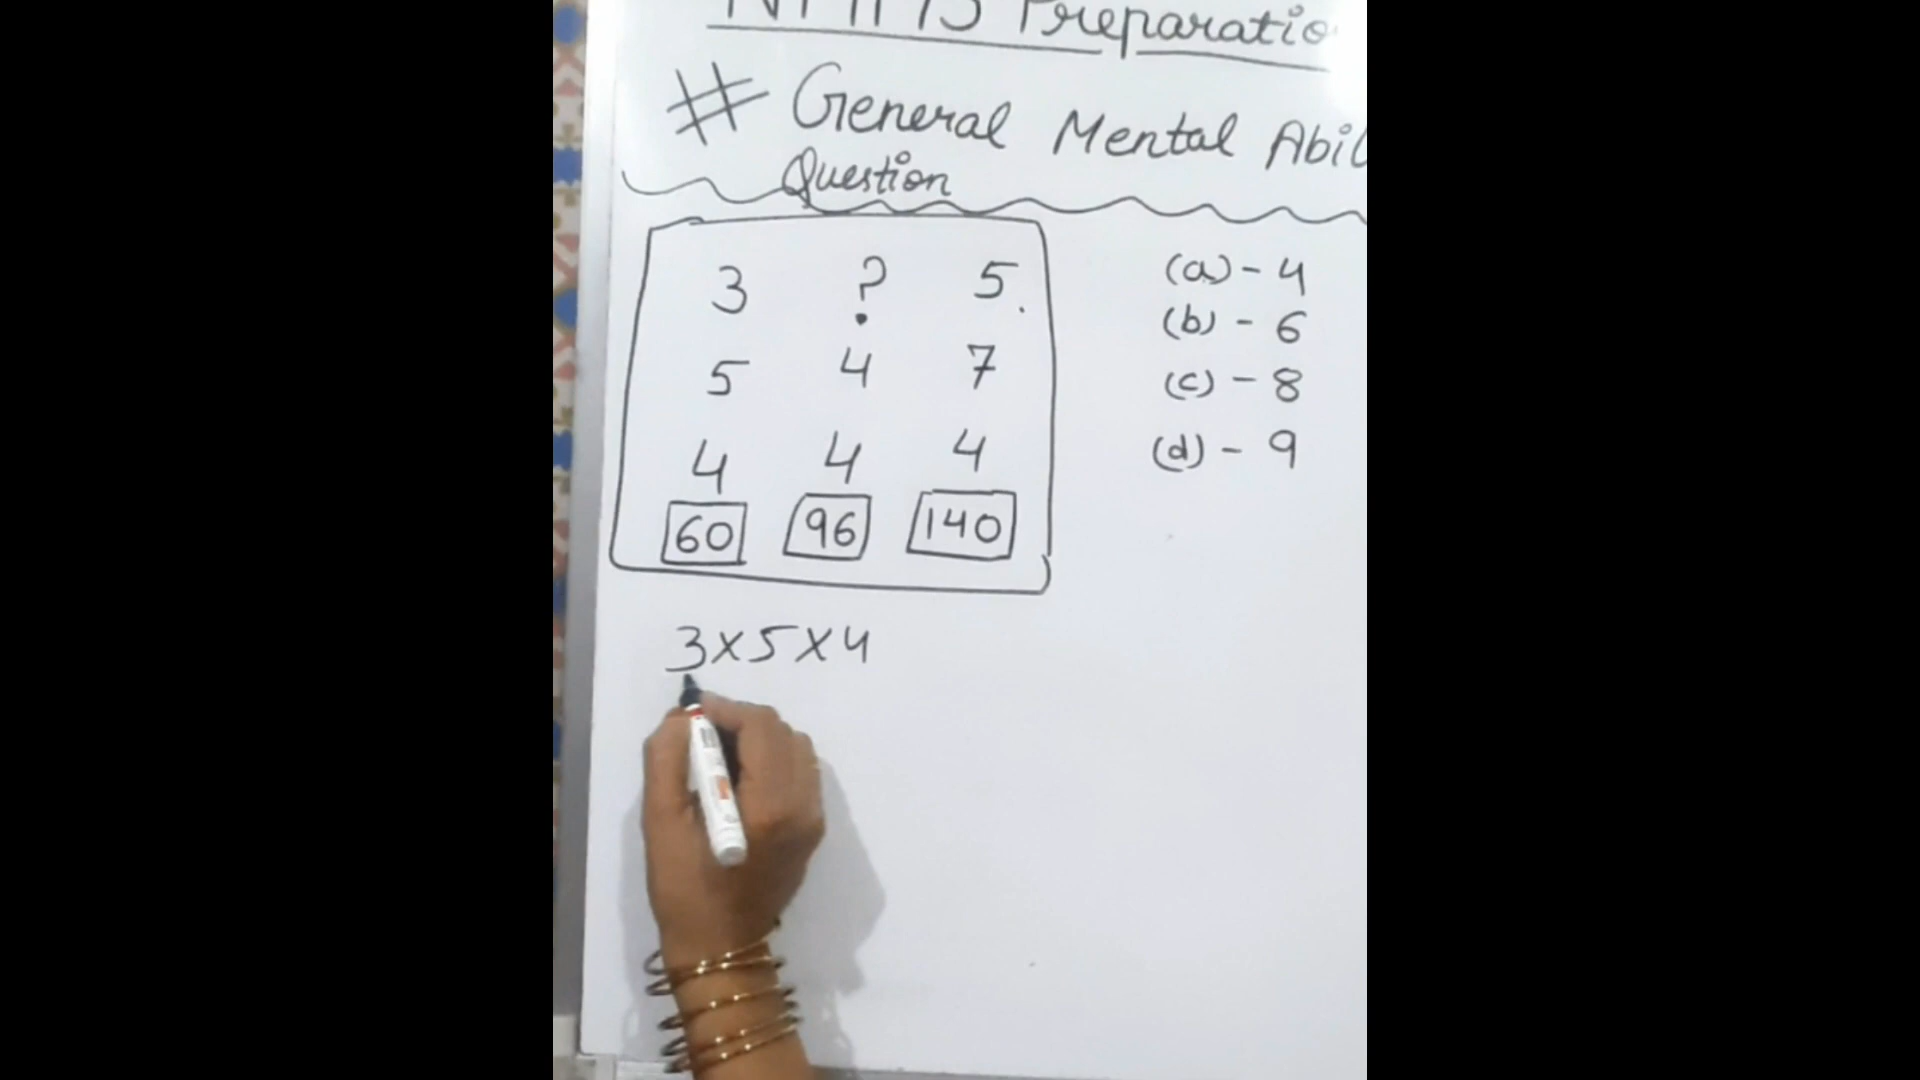 Preparatio
# General Mental Abil
Question
3 ? 5
5 4 7
4 4 4
60 96 140
(a) - 4
(b) - 6
(c) - 8
(d) - 9
3x5x4